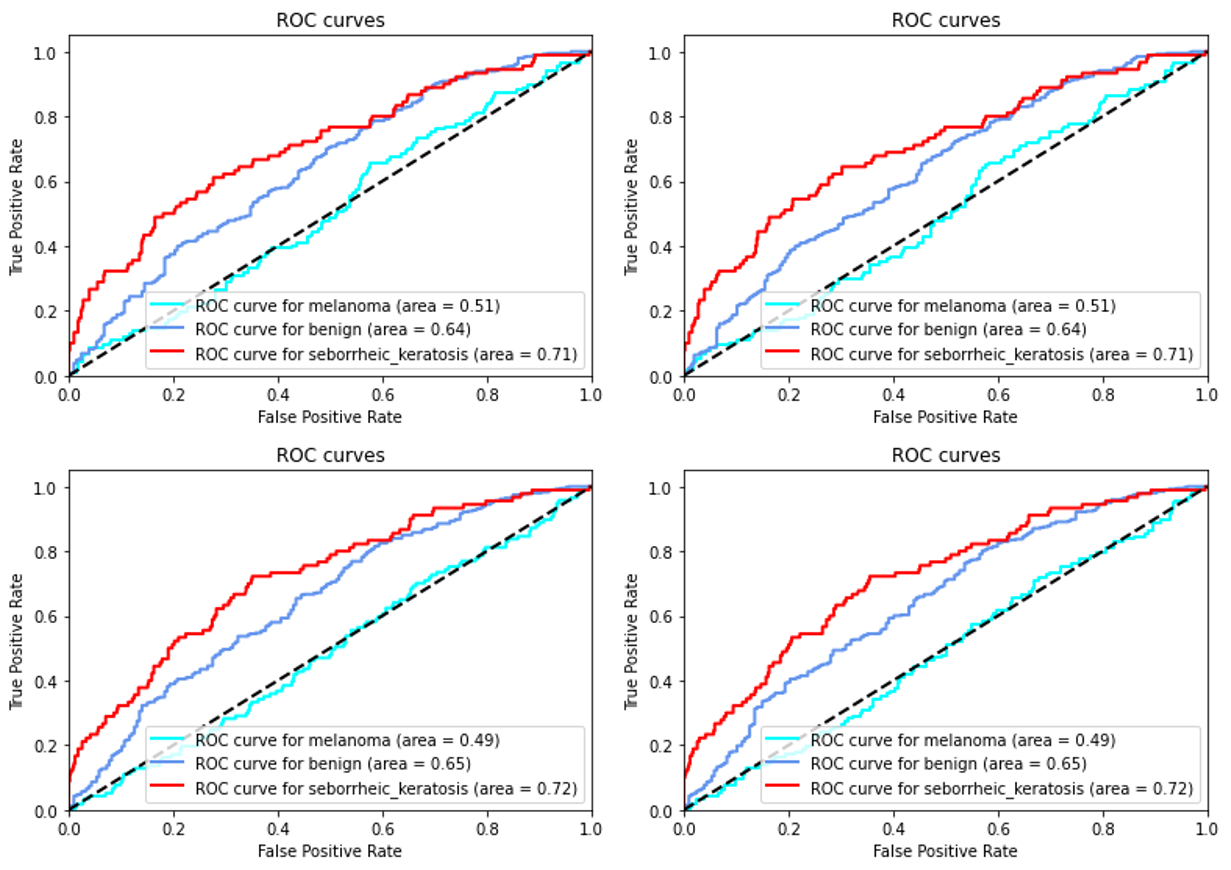 ROC curves
1.0
0.8
0.6
0.4
0.2
0.0
True Positive Rate
ROC curve for melanoma (area = 0.51)
ROC curve for benign (area = 0.64)
ROC curve for seborrheic_keratosis (area = 0.71)
0.0 0.2 0.4 0.6 0.8 1.0
False Positive Rate
ROC curves
1.0
0.8
0.6
0.4
0.2
0.0
True Positive Rate
ROC curve for melanoma (area = 0.51)
ROC curve for benign (area = 0.64)
ROC curve for seborrheic_keratosis (area = 0.71)
0.0 0.2 0.4 0.6 0.8 1.0
False Positive Rate
ROC curves
1.0
0.8
0.6
0.4
0.2
0.0
True Positive Rate
ROC curve for melanoma (area = 0.49)
ROC curve for benign (area = 0.65)
ROC curve for seborrheic_keratosis (area = 0.72)
0.0 0.2 0.4 0.6 0.8 1.0
False Positive Rate
ROC curves
1.0
0.8
0.6
0.4
0.2
0.0
True Positive Rate
ROC curve for melanoma (area = 0.49)
ROC curve for benign (area = 0.65)
ROC curve for seborrheic_keratosis (area = 0.72)
0.0 0.2 0.4 0.6 0.8 1.0
False Positive Rate